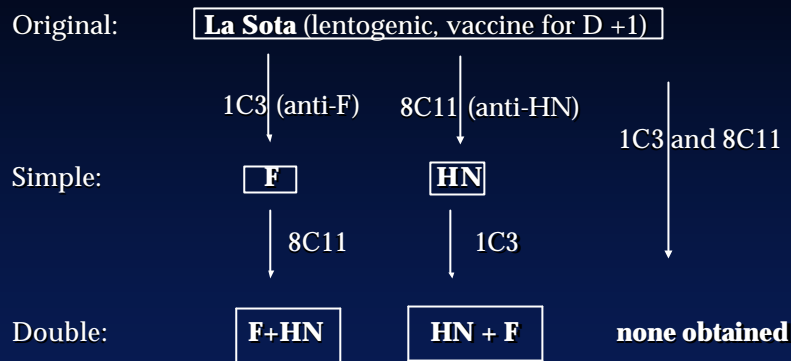 Original: La Sota (lentogenic, vaccine for D +1)
1C3 (anti-F) 8C11 (anti-HN)
1C3 and 8C11
Simple: F HN
8C11 1C3
Double: F+HN HN + F none obtained